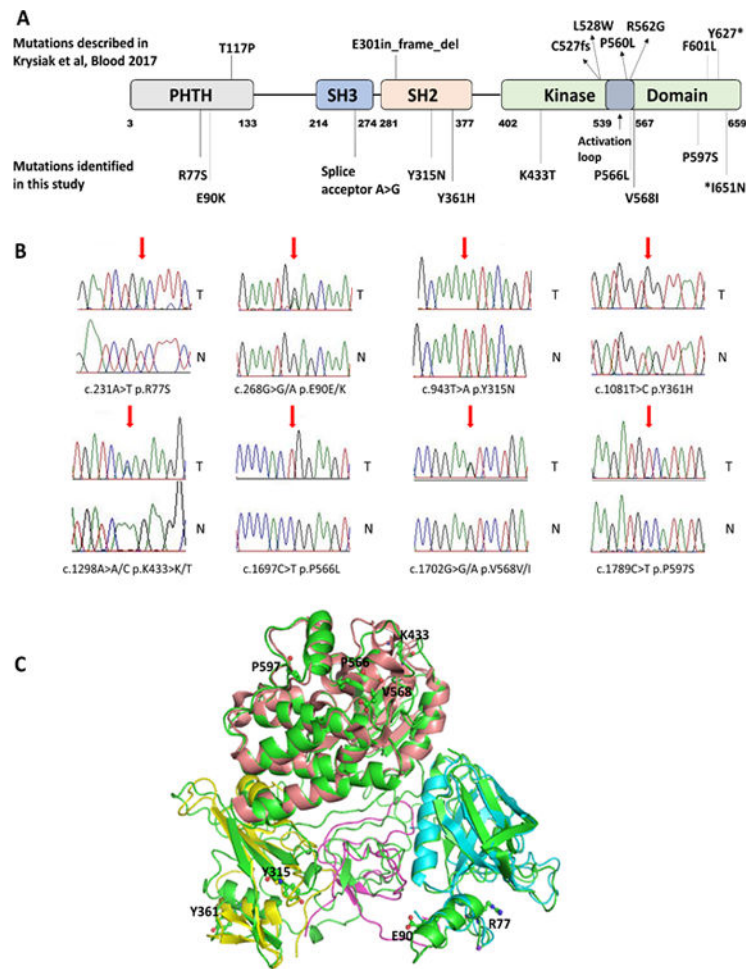 A
Mutations described in
Krysiak et al, Blood 2017
T117P
E301in_frame_del
L528W
C527fs
P560L
R562G
Y627*
F601L
PHTH
SH3
SH2
Kinase
Domain
3
133
214
274
281
377
402
539
567
659
Mutations identified
in this study
R77S
E90K
Splice
acceptor A>G
Y315N
Y361H
K433T
Activation
loop
P566L
V568I
P597S
*I651N
B
T
T
T
T
N
N
N
N
c.231A>T p.R77S
c.268G>G/A p.E90E/K
c.943T>A p.Y315N
c.1081T>C p.Y361H
T
T
T
T
N
N
N
N
c.1298A>A/C p.K433>K/T
c.1697C>T p.P566L
c.1702G>G/A p.V568V/I
c.1789C>T p.P597S
C
K433
P597
P566
V568
Y315
Y361
E90
R77